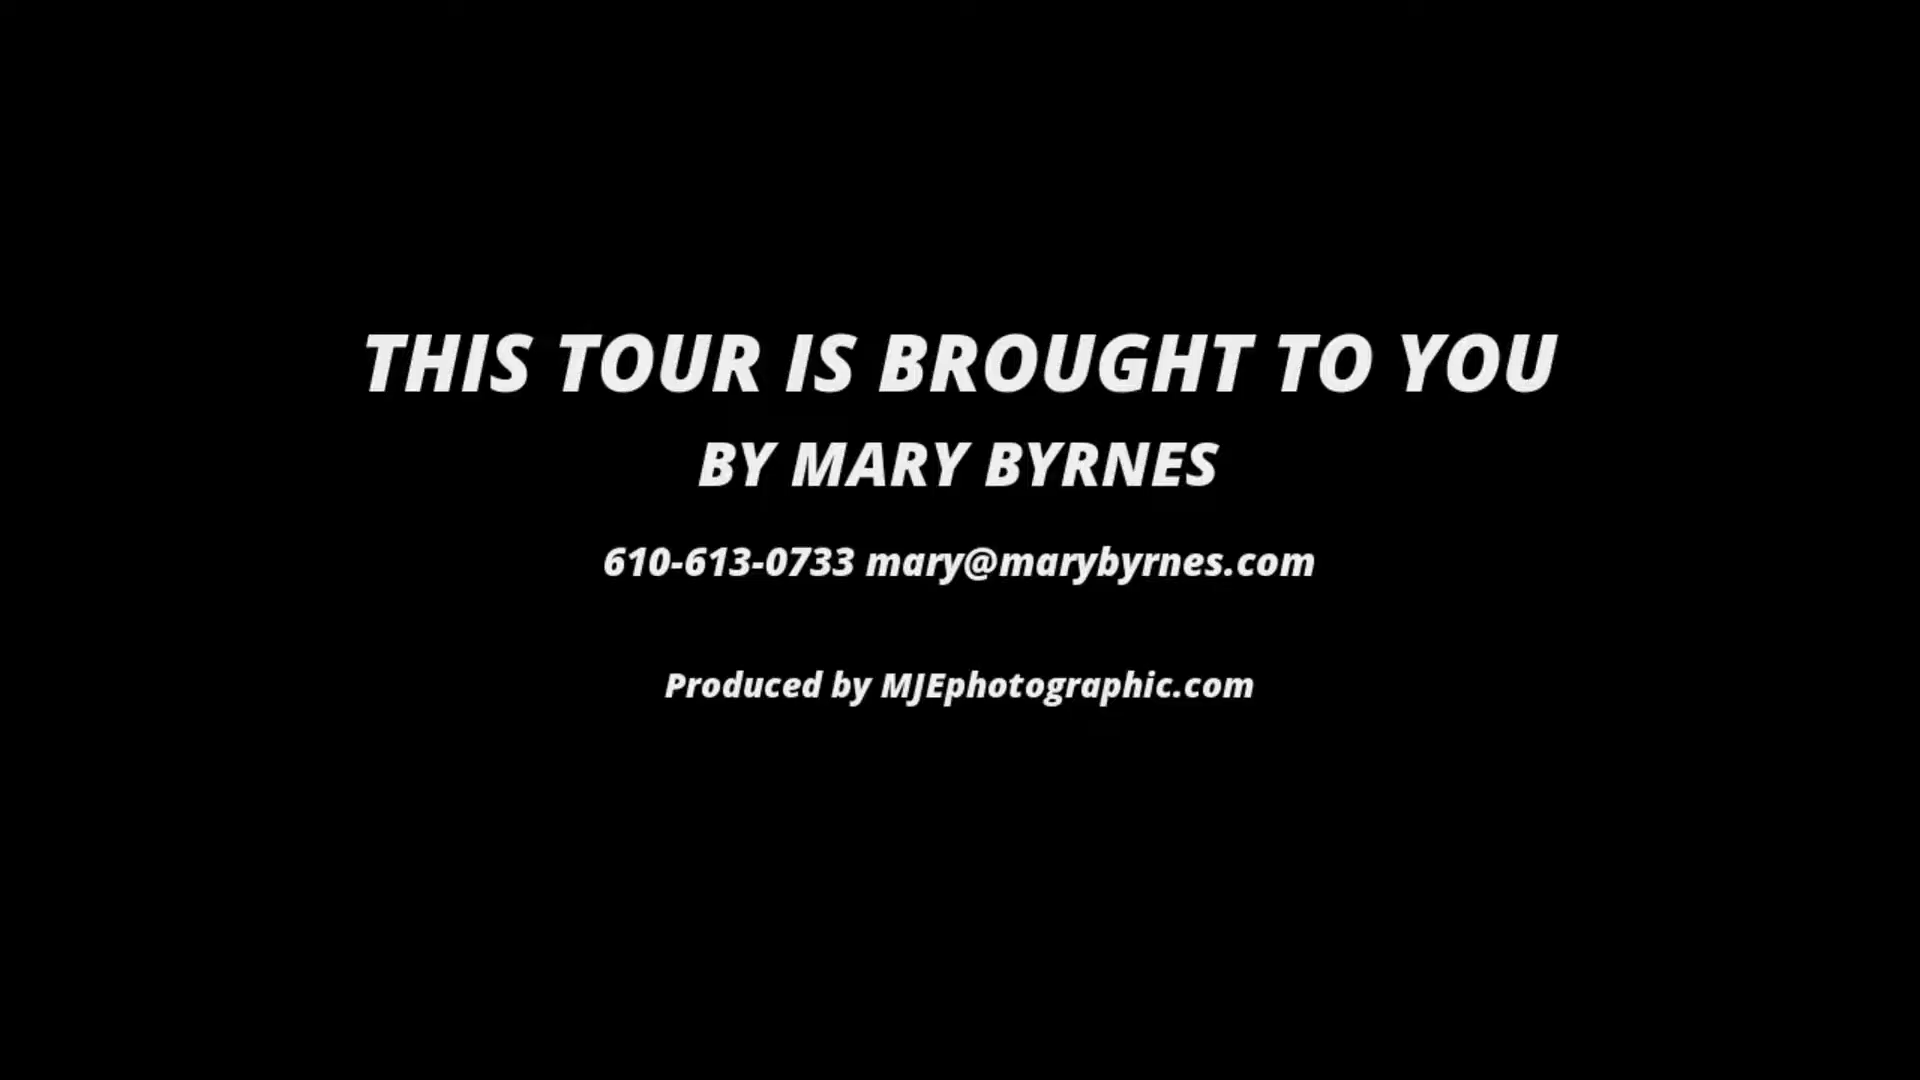 THIS TOUR IS BROUGHT TO YOU
BY MARY BYRNES
610-613-0733 mary@marybyrnes.com
Produced by MJEphotographic.com